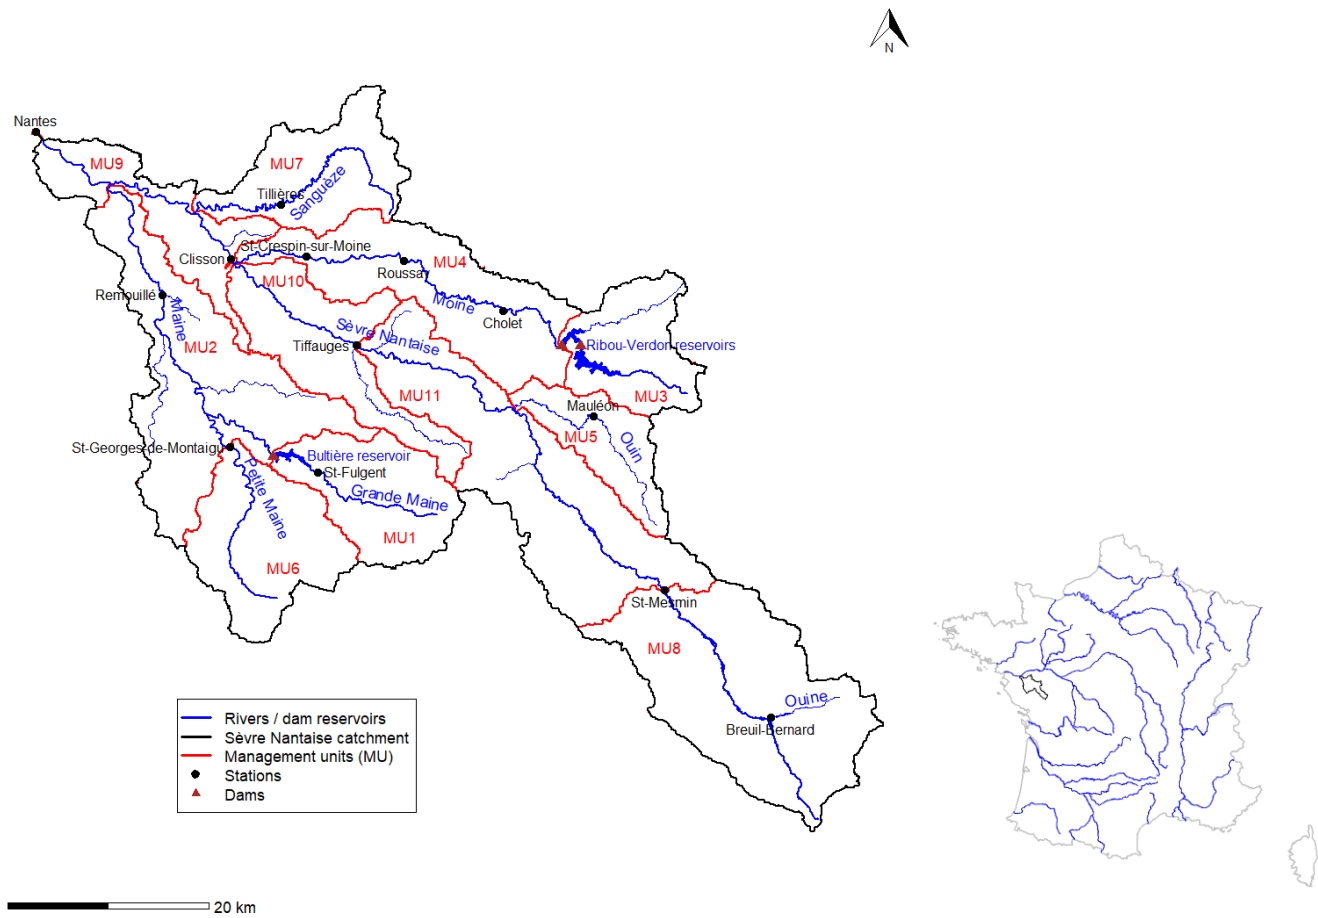 N
Nantes
MU9
MU7
Tillières
Sanguèze
St-Crespin-sur-Moine
Clisson
Roussay
MU4
MU10
Remouillé
Maine
Moine
Cholet
Sèvre Nantaise
Tiffauges
MU2
Ribou-Verdon reservoirs
MU3
MU11
Mauléon
MU5
Ouin
St-Georges-de-Montaigu
Bultière reservoir
St-Fulgent
Petite Maine
Grande Maine
MU1
MU6
St-Mesmin
MU8
Ouine
Breuil-Bernard
Rivers / dam reservoirs
Sèvre Nantaise catchment
Management units (MU)
Stations
Dams
20 km